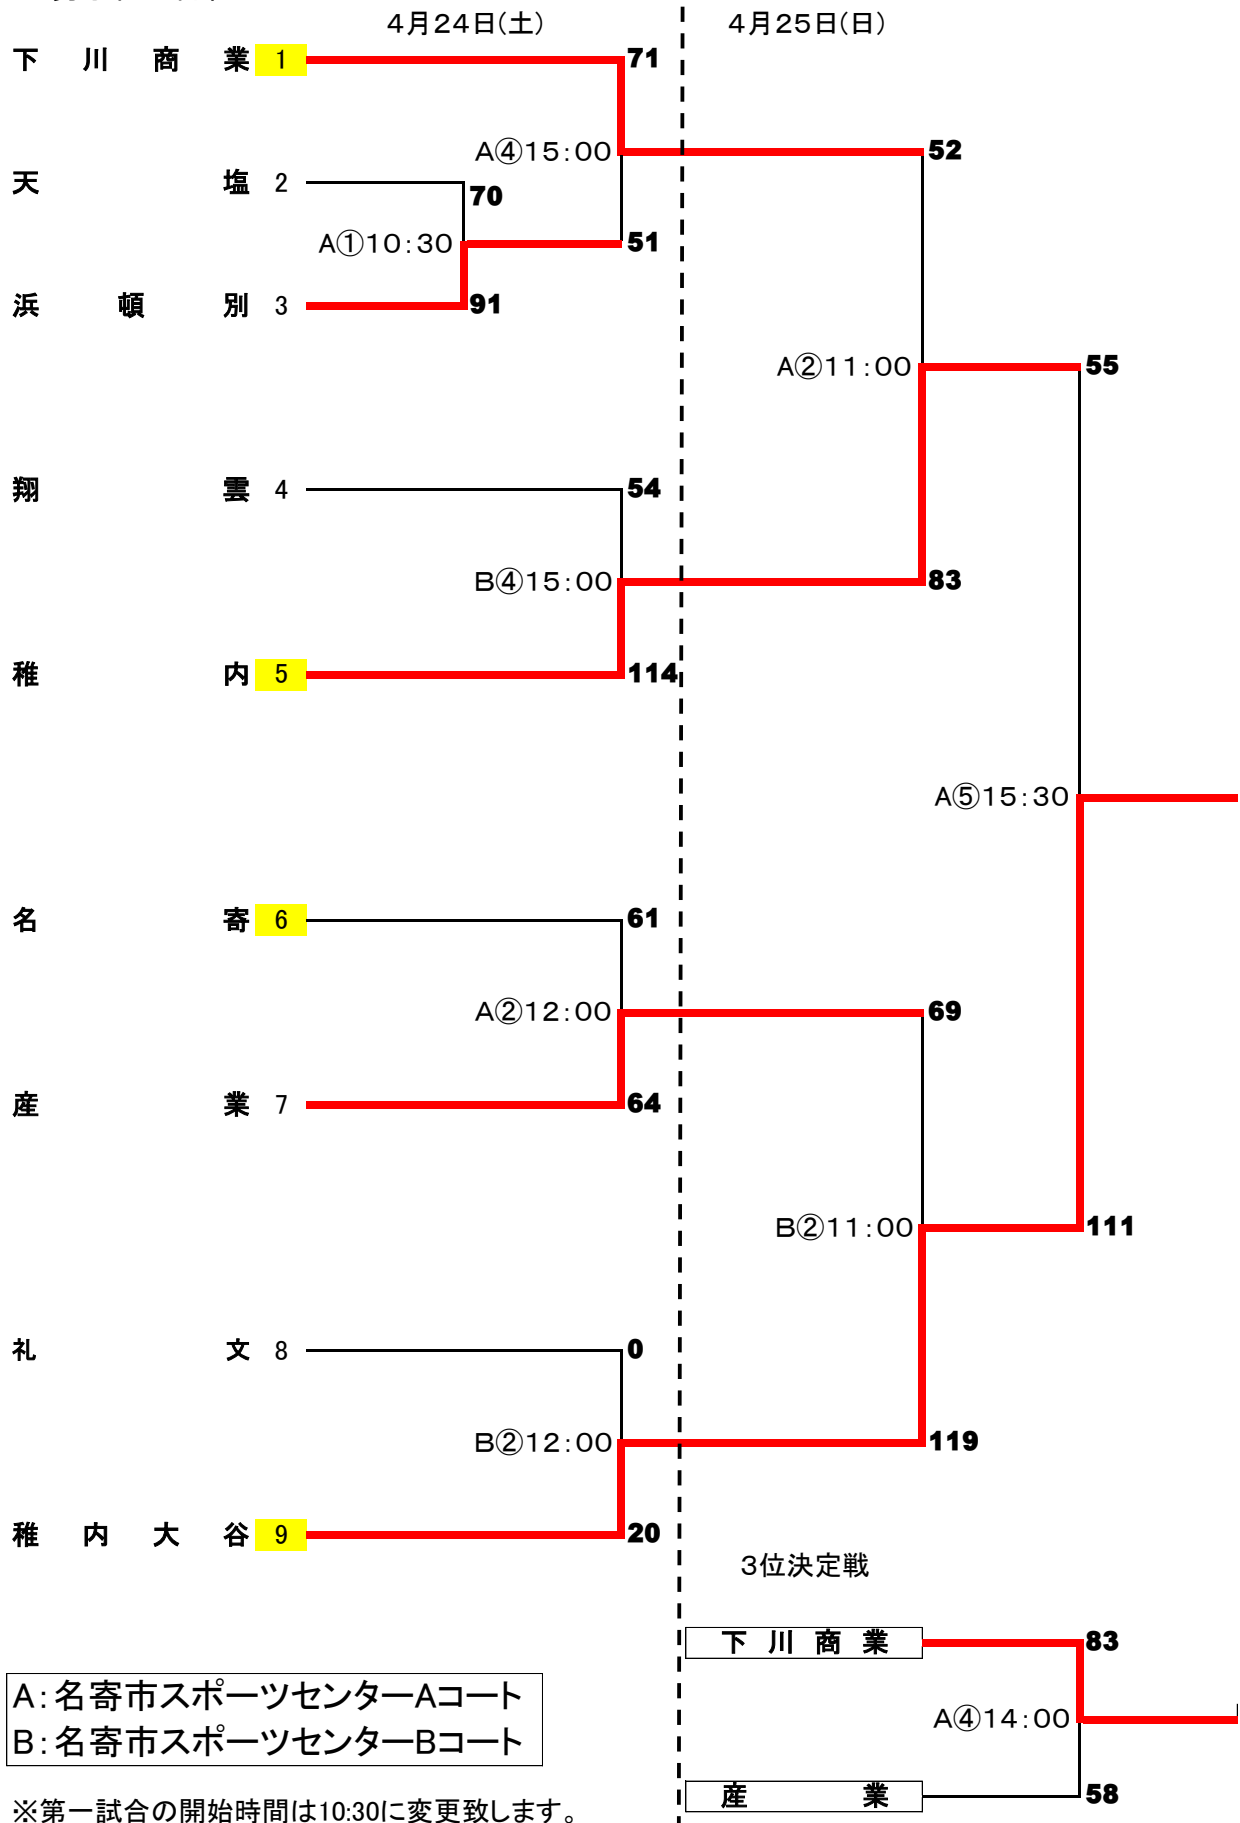 4月24日(土)
4月25日(日)
下川商業 1
71
A④15:00
52
天塩 2
70
A①10:30
51
浜頓別 3
91
A②11:00
55
翔雲 4
54
B④15:00
83
稚内 5
114
A⑤15:30
名寄 6
61
A②12:00
69
産業 7
64
B②11:00
111
礼文 8
0
B②12:00
119
稚内大谷 9
20
3位決定戦
下川商業
83
A:名寄市スポーツセンターAコート
A④14:00
B:名寄市スポーツセンターBコート
産業
58
※第一試合の開始時間は10:30に変更致します。